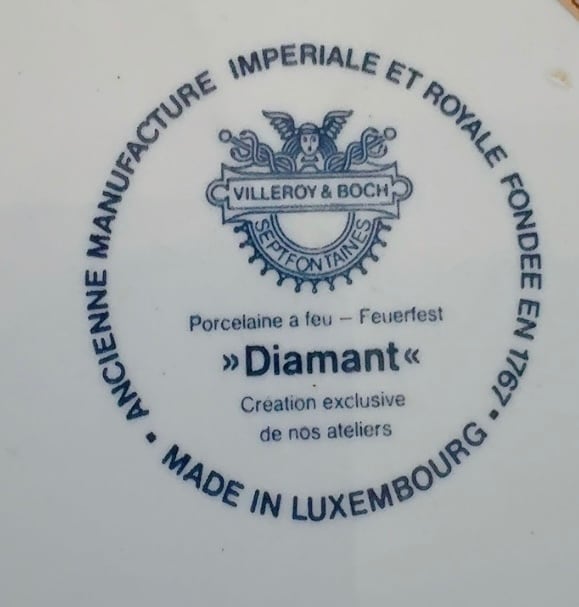 ANCIENNE MANUFACTURE IMPERIALE ET ROYALE FONDEE EN 1767 •
VILLEROY & BOCH
SEPTFONTAINES
Porcelaine a feu – Feuerfest
»Diamant«
Creation exclusive
de nos ateliers
• MADE IN LUXEMBOURG